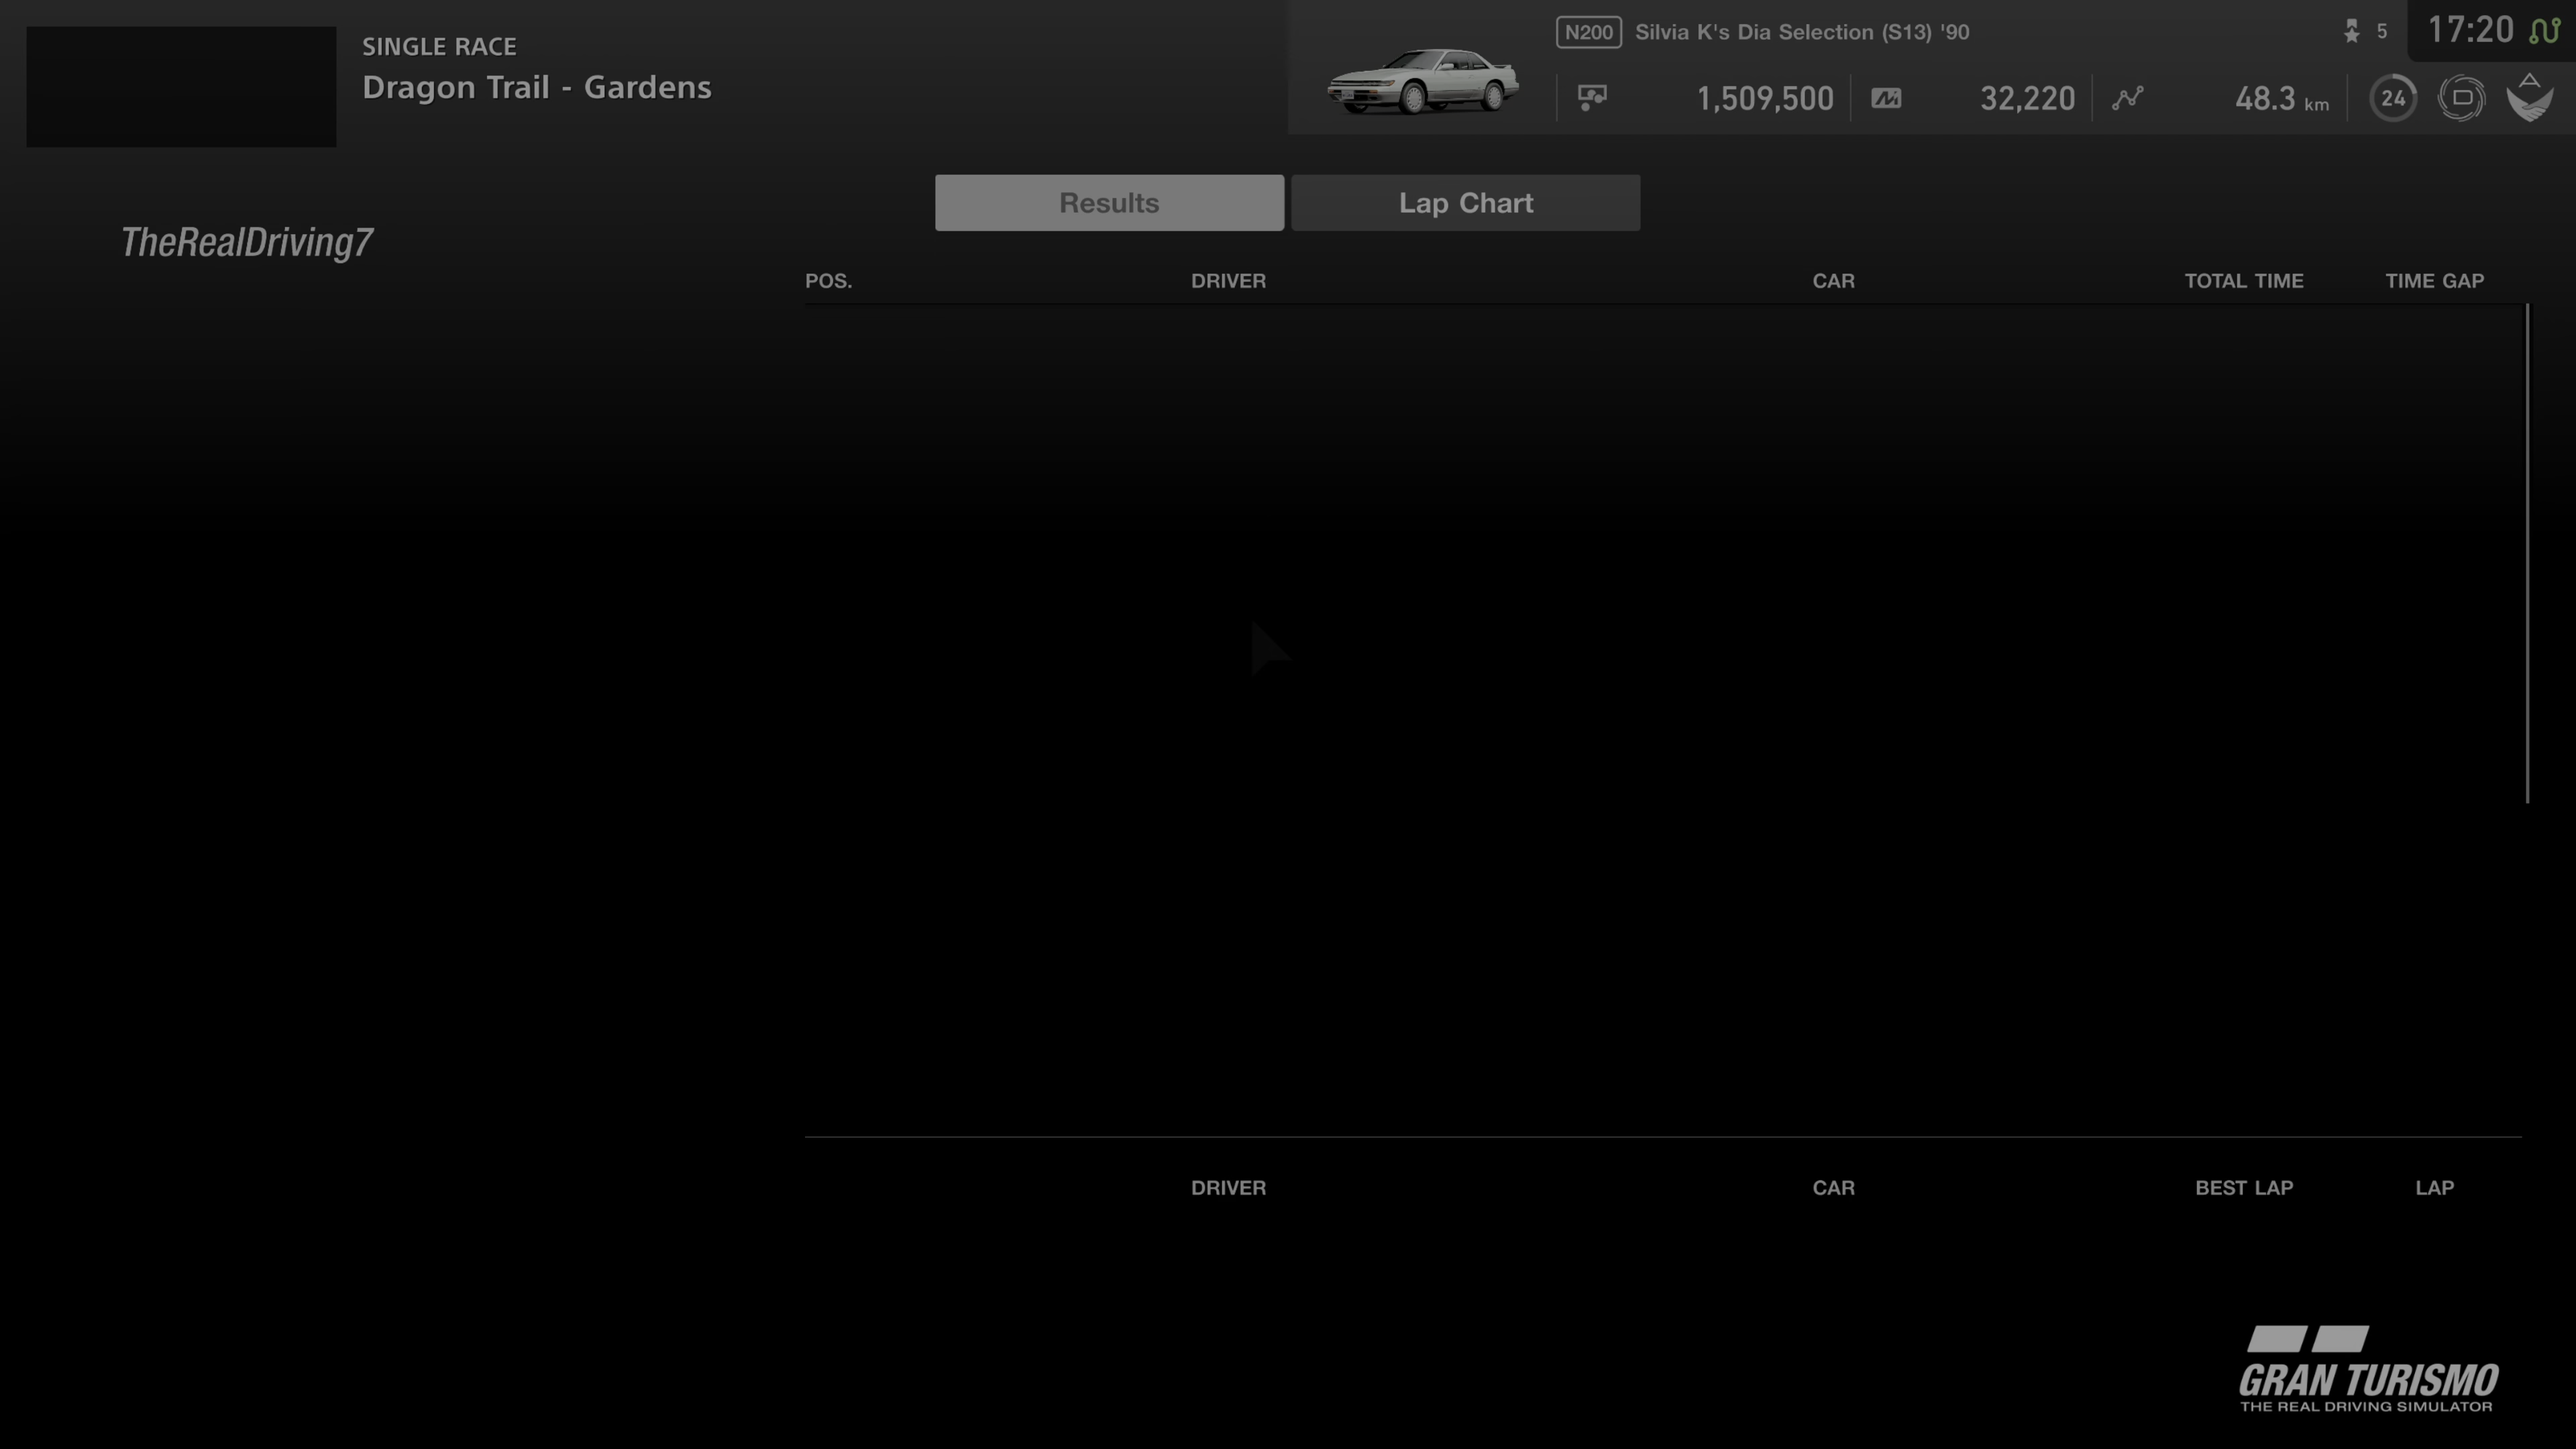 SINGLE RACE
Dragon Trail - Gardens
N200 Silvia K's Dia Selection (S13) '90
5
17:20
1,509,500
32,220
48.3 km
24
D
A
Results
Lap Chart
TheRealDriving7
POS. DRIVER CAR TOTAL TIME TIME GAP
DRIVER CAR BEST LAP LAP
GRAN TURISMO
THE REAL DRIVING SIMULATOR